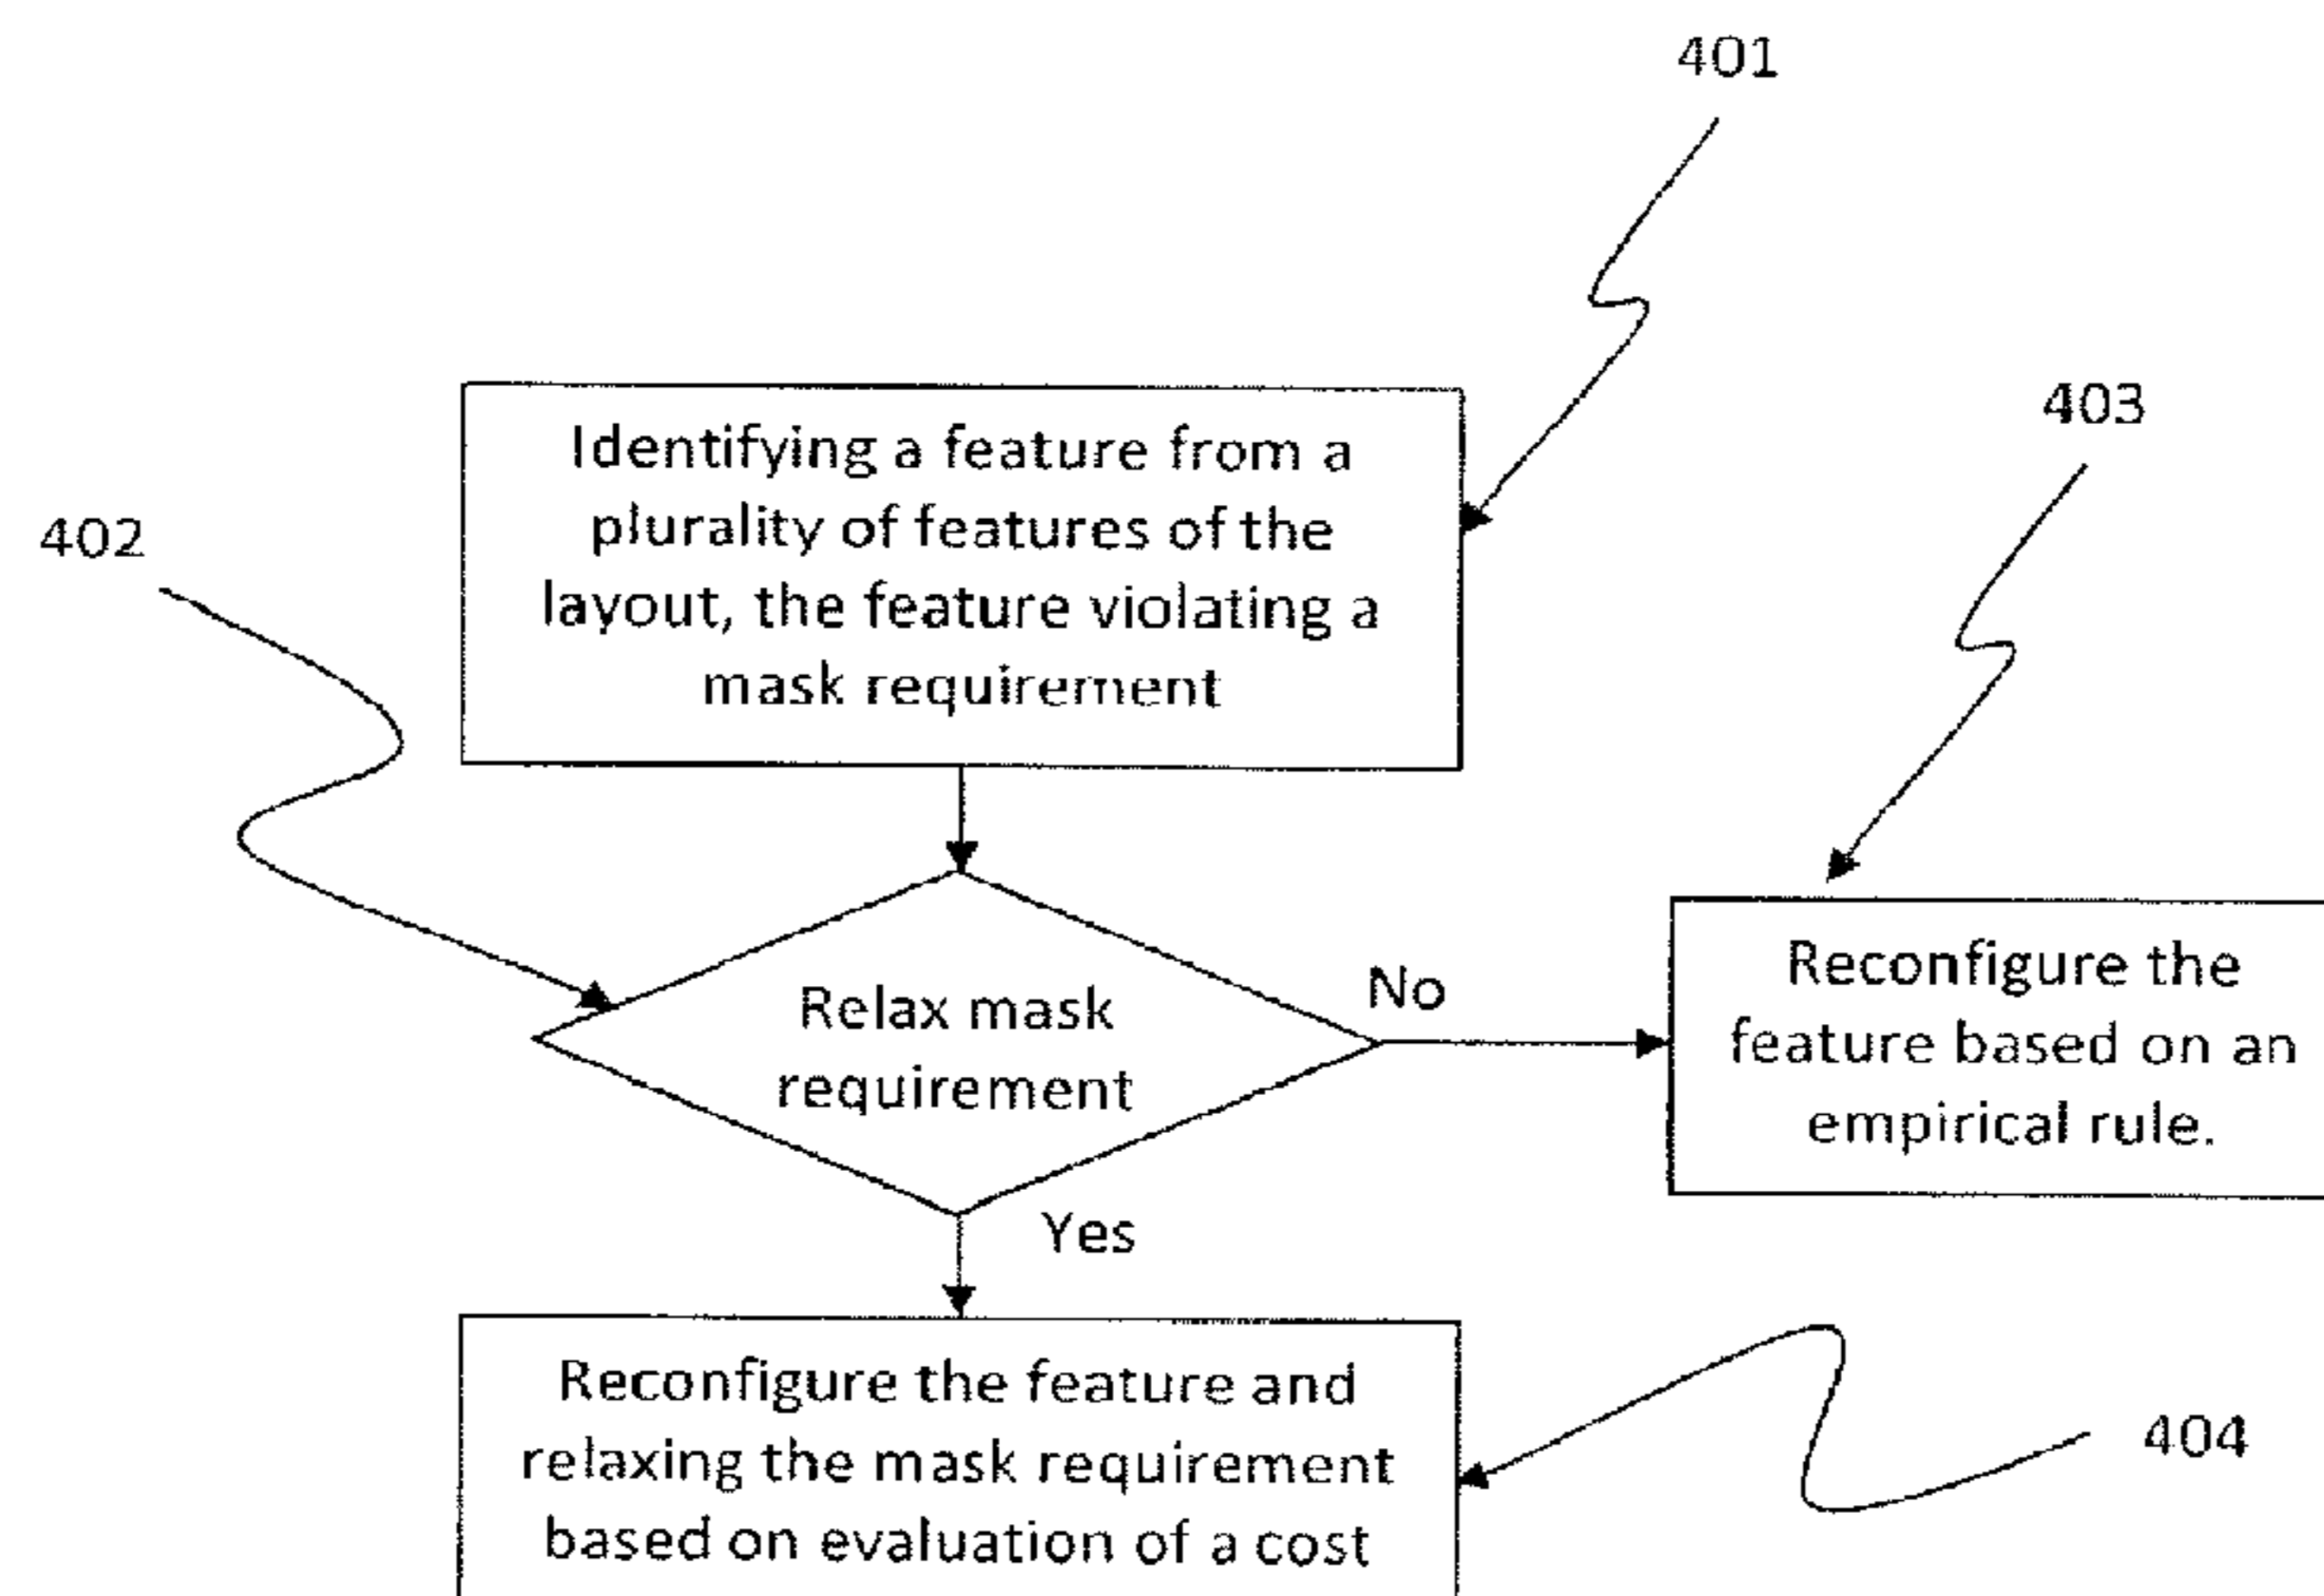 401
Identifying a feature from a
plurality of features of the
layout, the feature violating a
mask requirement
402
403
Relax mask
requirement
No
Reconfigure the
feature based on an
empirical rule.
Yes
Reconfigure the feature and
relaxing the mask requirement
based on evaluation of a cost
404